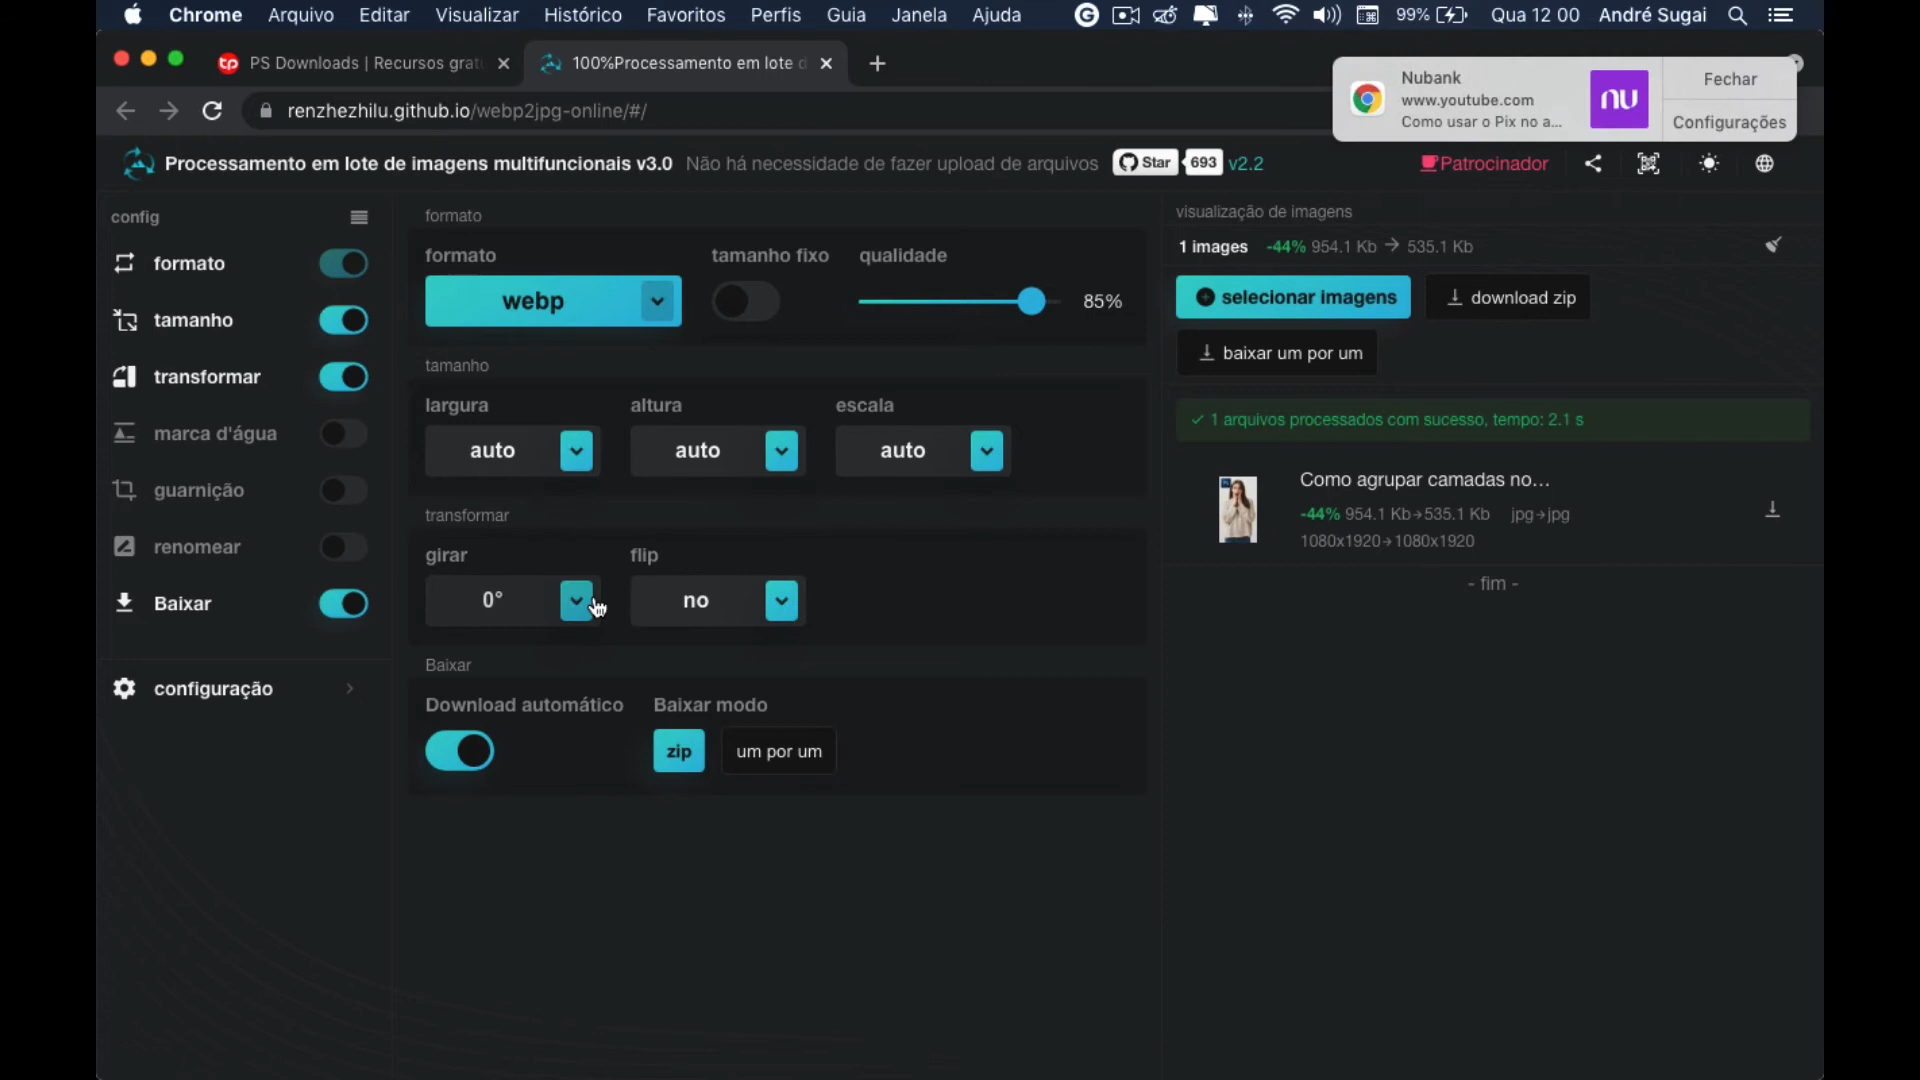 Chrome Arquivo Editar Visualizar Histórico Favoritos Perfis Guia Janela Ajuda 99% Qua 12 00 André Sugai
tp PS Downloads | Recursos grat
100%Processamento em lote d
Nubank
www.youtube.com
Como usar o Pix no a...
nu
Fechar
Configurações
renzhezhilu.github.io/webp2jpg-online/#/
Processamento em lote de imagens multifuncionais v3.0 Não há necessidade de fazer upload de arquivos Star 693 v2.2 Patrocinador
config
formato
tamanho
transformar
marca d'água
guarnição
renomear
Baixar
configuração
formato
formato tamanho fixo qualidade
webp 85%
tamanho
largura altura escala
auto auto auto
transformar
girar flip
0° no
Baixar
Download automático Baixar modo
zip um por um
visualização de imagens
1 images -44% 954.1 Kb → 535.1 Kb
selecionar imagens download zip
baixar um por um
✓ 1 arquivos processados com sucesso, tempo: 2.1 s
Como agrupar camadas no...
-44% 954.1 Kb→535.1 Kb jpg→jpg
1080x1920→1080x1920
- fim -